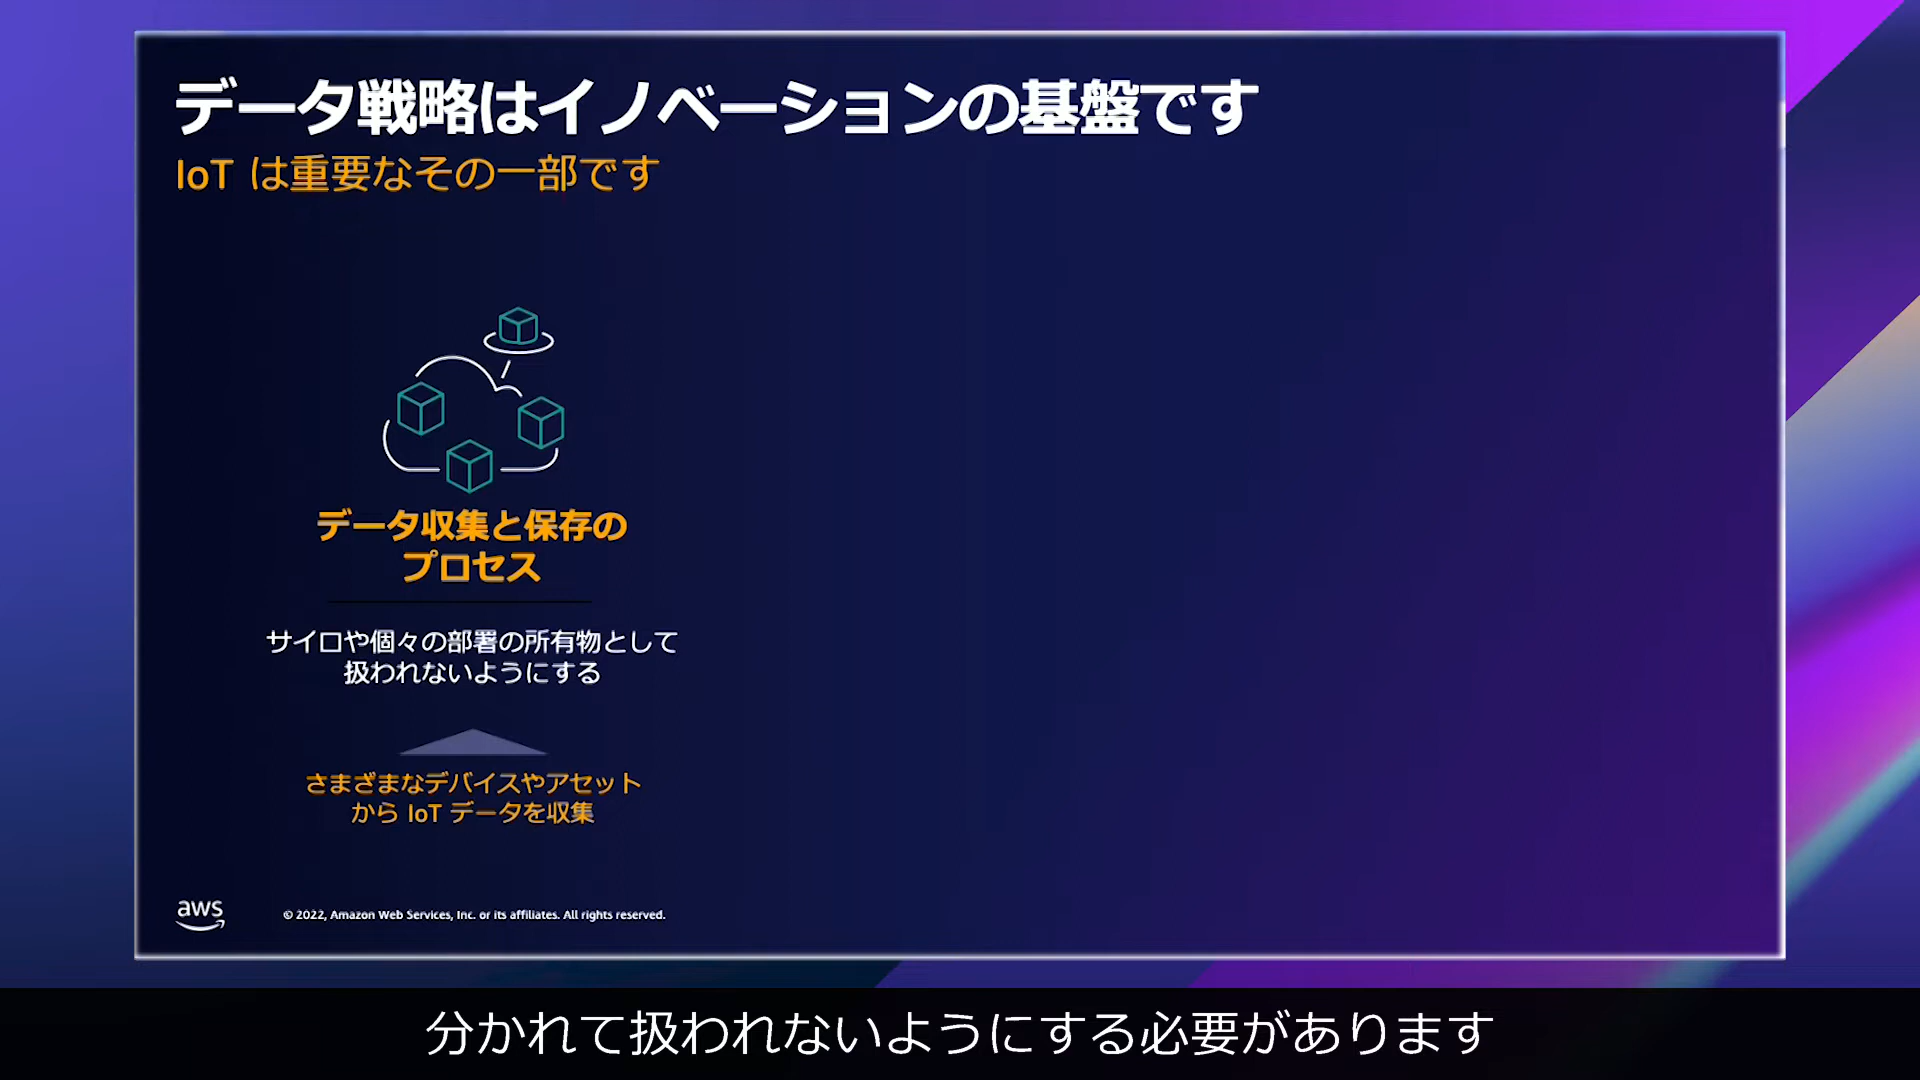 データ戦略はイノベーションの基盤です
IoT は重要なその一部です
データ収集と保存の
プロセス
サイロや個々の部署の所有物として
扱われないようにする
さまざまなデバイスやアセット
から IoT データを収集
aws
© 2022, Amazon Web Services, Inc. or its affiliates. All rights reserved.
分かれて扱われないようにする必要があります